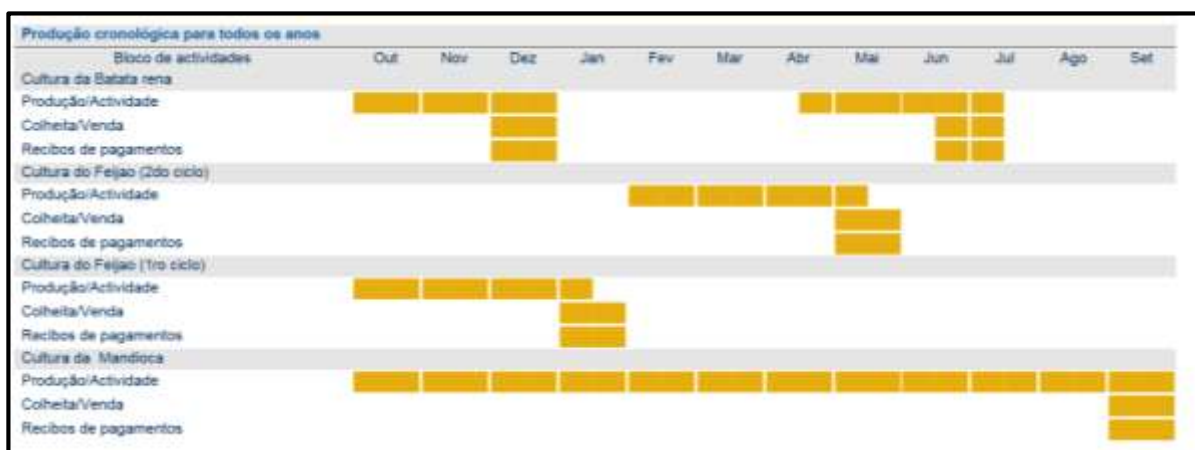 Produção cronológica para todos os anos
Bloco de actividades Out Nov Dez Jan Fev Mar Abr Mai Jun Jul Ago Set
Cultura da Batata rena
Produção/Actividade
Colheita/Venda
Recibos de pagamentos
Cultura do Feijao (2do ciclo)
Produção/Actividade
Colheita/Venda
Recibos de pagamentos
Cultura do Feijao (1ro ciclo)
Produção/Actividade
Colheita/Venda
Recibos de pagamentos
Cultura da Mandioca
Produção/Actividade
Colheita/Venda
Recibos de pagamentos